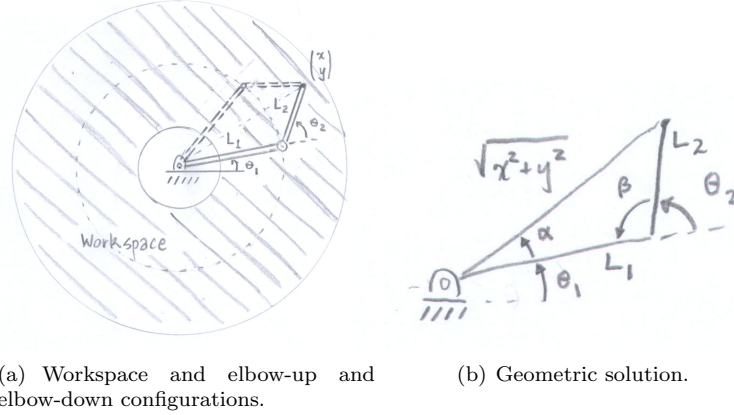 (x
y)
L₂
θ₂
L₁
θ₁
Workspace
√x²+y²
L₂
β
θ₂
α
L₁
θ₁
(a) Workspace and elbow-up and
elbow-down configurations.
(b) Geometric solution.